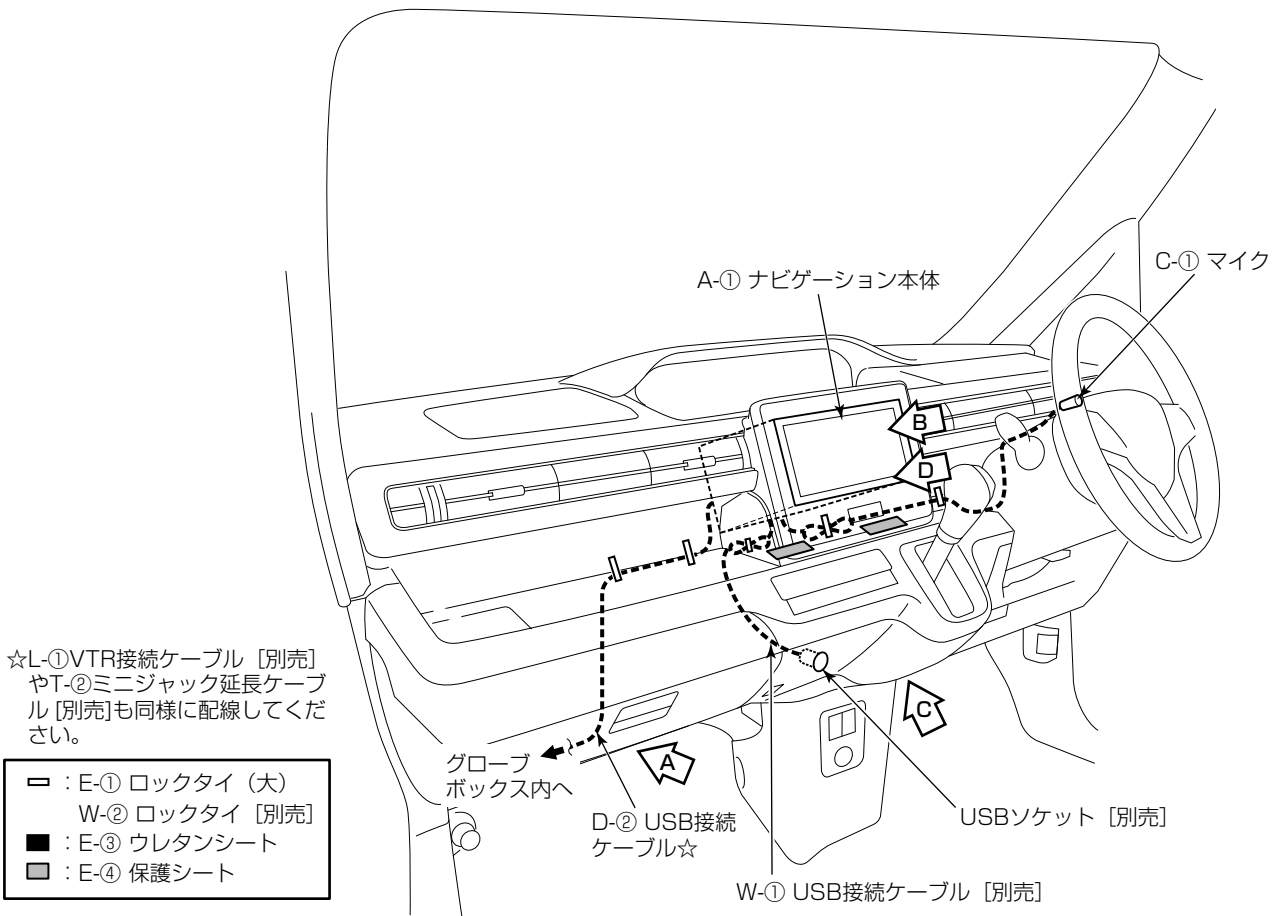 C-① マイク
A-① ナビゲーション本体
B
D
☆L-①VTR接続ケーブル［別売］
やT-②ミニジャック延長ケーブ
ル [別売]も同様に配線してくだ
さい。
C
A
グローブ
ボックス内へ
：E-① ロックタイ（大）
W-② ロックタイ［別売］
：E-③ ウレタンシート
：E-④ 保護シート
D-② USB接続
ケーブル☆
USBソケット［別売］
W-① USB接続ケーブル［別売］